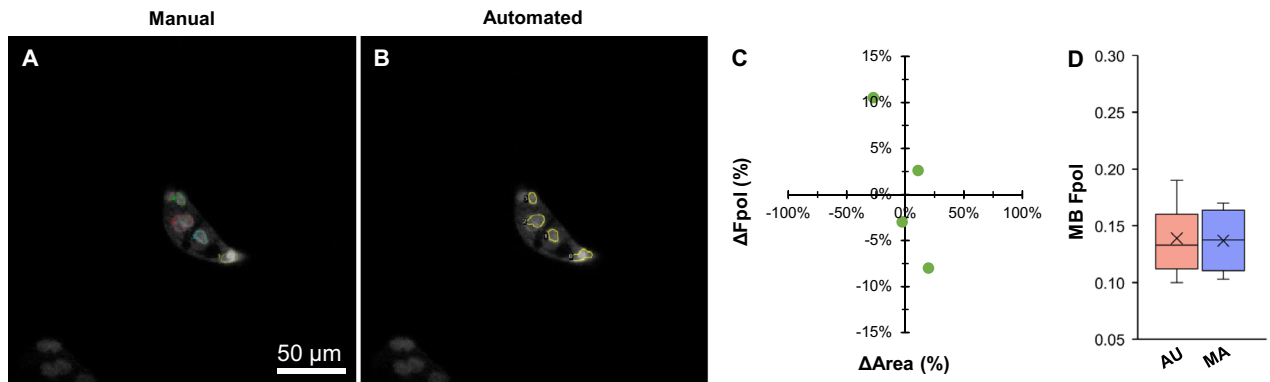 Manual
Automated
A
B
50 µm
C
15%
10%
5%
0%
-5%
-10%
-15%
-100%
-50%
0%
50%
100%
ΔFpol (%)
ΔArea (%)
D
0.30
0.25
0.20
0.15
0.10
0.05
MB Fpol
AU
MA